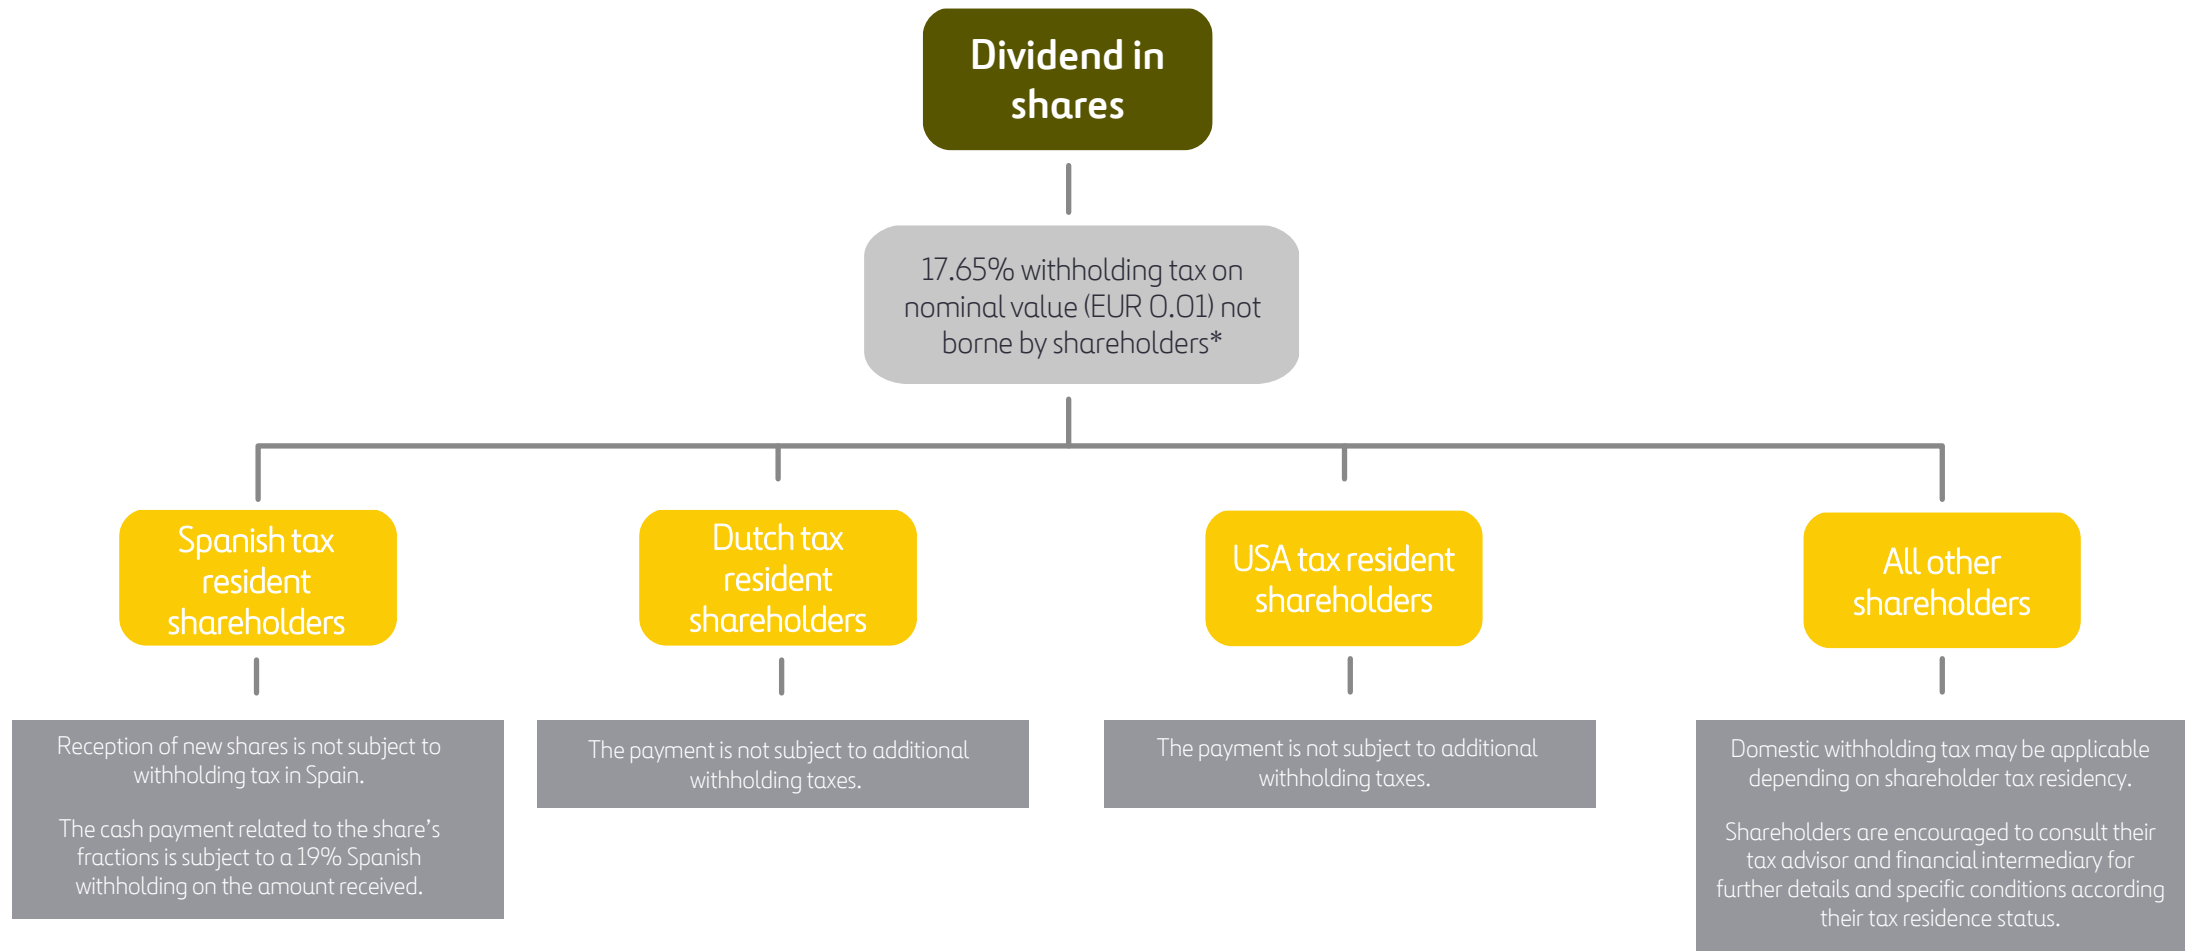 Dividend in
shares
17.65% withholding tax on
nominal value (EUR 0.01) not
borne by shareholders*
Spanish tax
resident
shareholders
Dutch tax
resident
shareholders
USA tax resident
shareholders
All other
shareholders
Reception of new shares is not subject to
withholding tax in Spain.
The cash payment related to the share's
fractions is subject to a 19% Spanish
withholding on the amount received.
The payment is not subject to additional
withholding taxes.
The payment is not subject to additional
withholding taxes.
Domestic withholding tax may be applicable
depending on shareholder tax residency.
Shareholders are encouraged to consult their
tax advisor and financial intermediary for
further details and specific conditions according
their tax residence status.